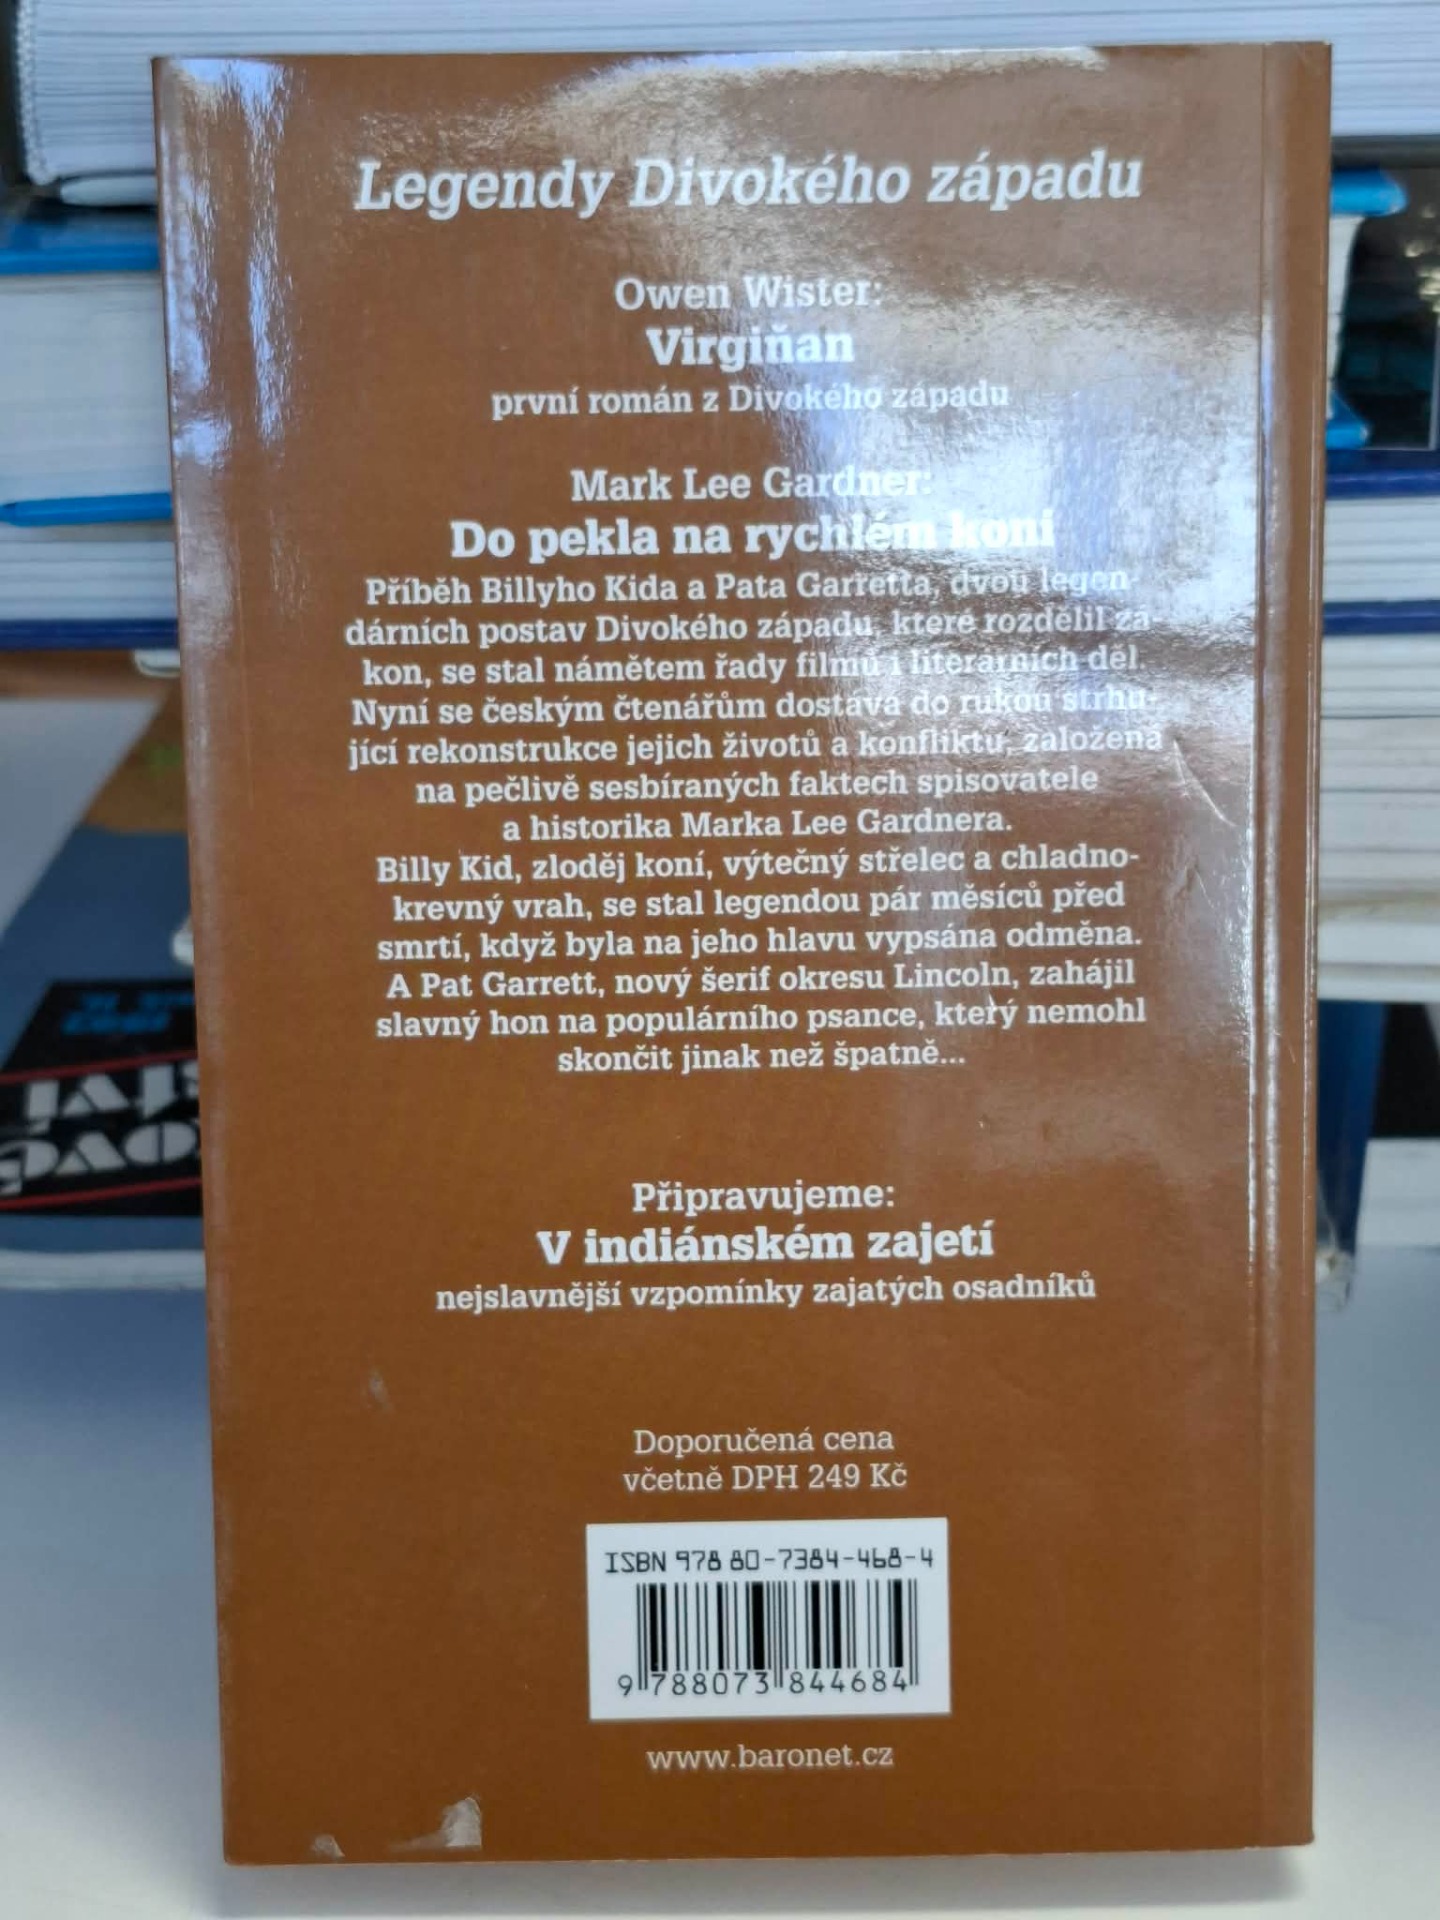 Legendy Divokého západu
Owen Wister:
Virgiňan
první román z Divokého západu
Mark Lee Gardner:
Do pekla na rychlém koni
Příběh Billyho Kida a Pata Garretta, dvou legen-
dárních postav Divokého západu, které rozdělil zá-
kon, se stal námětem řady filmů i literárních děl.
Nyní se českým čtenářům dostává do rukou strhu-
jící rekonstrukce jejich životů a konfliktu, založená
na pečlivě sesbíraných faktech spisovatele
a historika Marka Lee Gardnera.
Billy Kid, zloděj koní, výtečný střelec a chladno-
krevný vrah, se stal legendou pár měsíců před
smrtí, když byla na jeho hlavu vypsána odměna.
A Pat Garrett, nový šerif okresu Lincoln, zahájil
slavný hon na populárního psance, který nemohl
skončit jinak než špatně...
Připravujeme:
V indiánském zajetí
nejslavnější vzpomínky zajatých osadníků
Doporučená cena
včetně DPH 249 Kč
ISBN 978 80-7384-468-4
9 788073 844684
www.baronet.cz